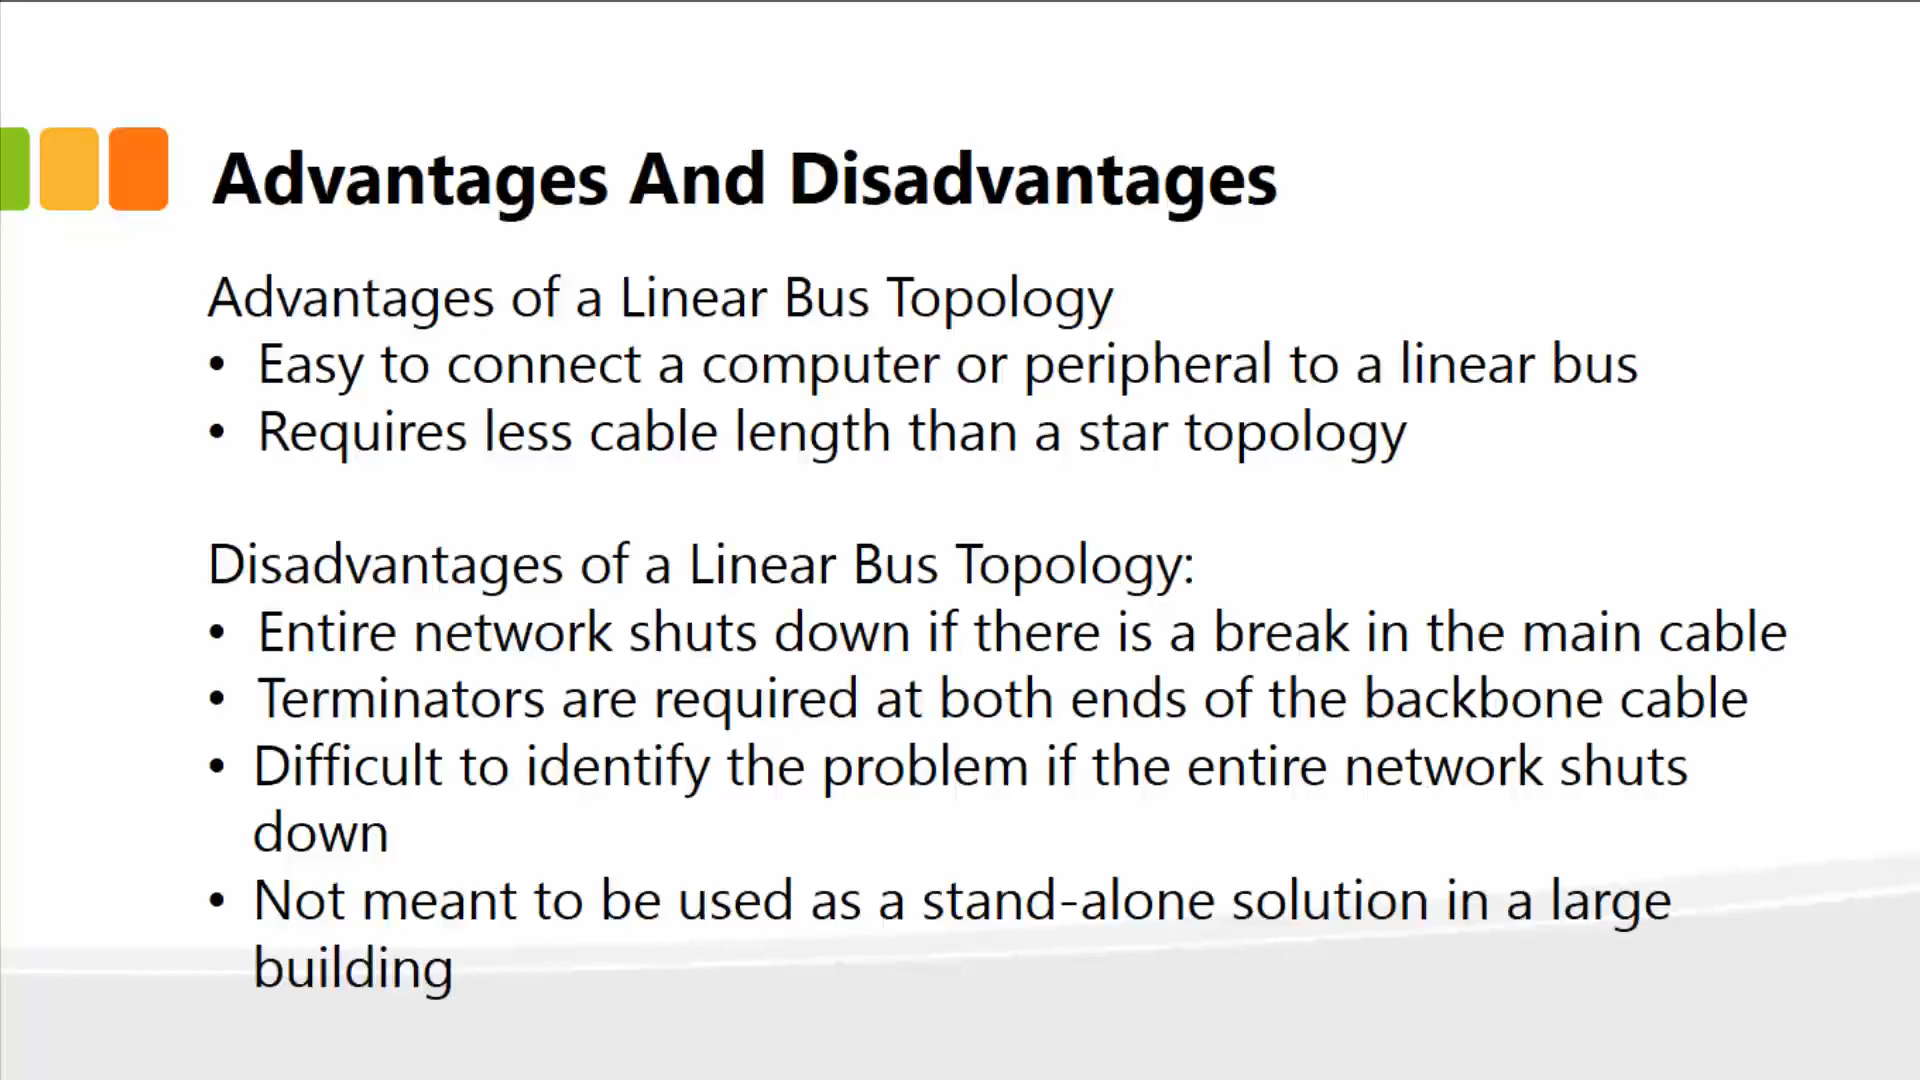 Advantages And Disadvantages
Advantages of a Linear Bus Topology
• Easy to connect a computer or peripheral to a linear bus
• Requires less cable length than a star topology
Disadvantages of a Linear Bus Topology:
• Entire network shuts down if there is a break in the main cable
• Terminators are required at both ends of the backbone cable
• Difficult to identify the problem if the entire network shuts
down
• Not meant to be used as a stand-alone solution in a large
building